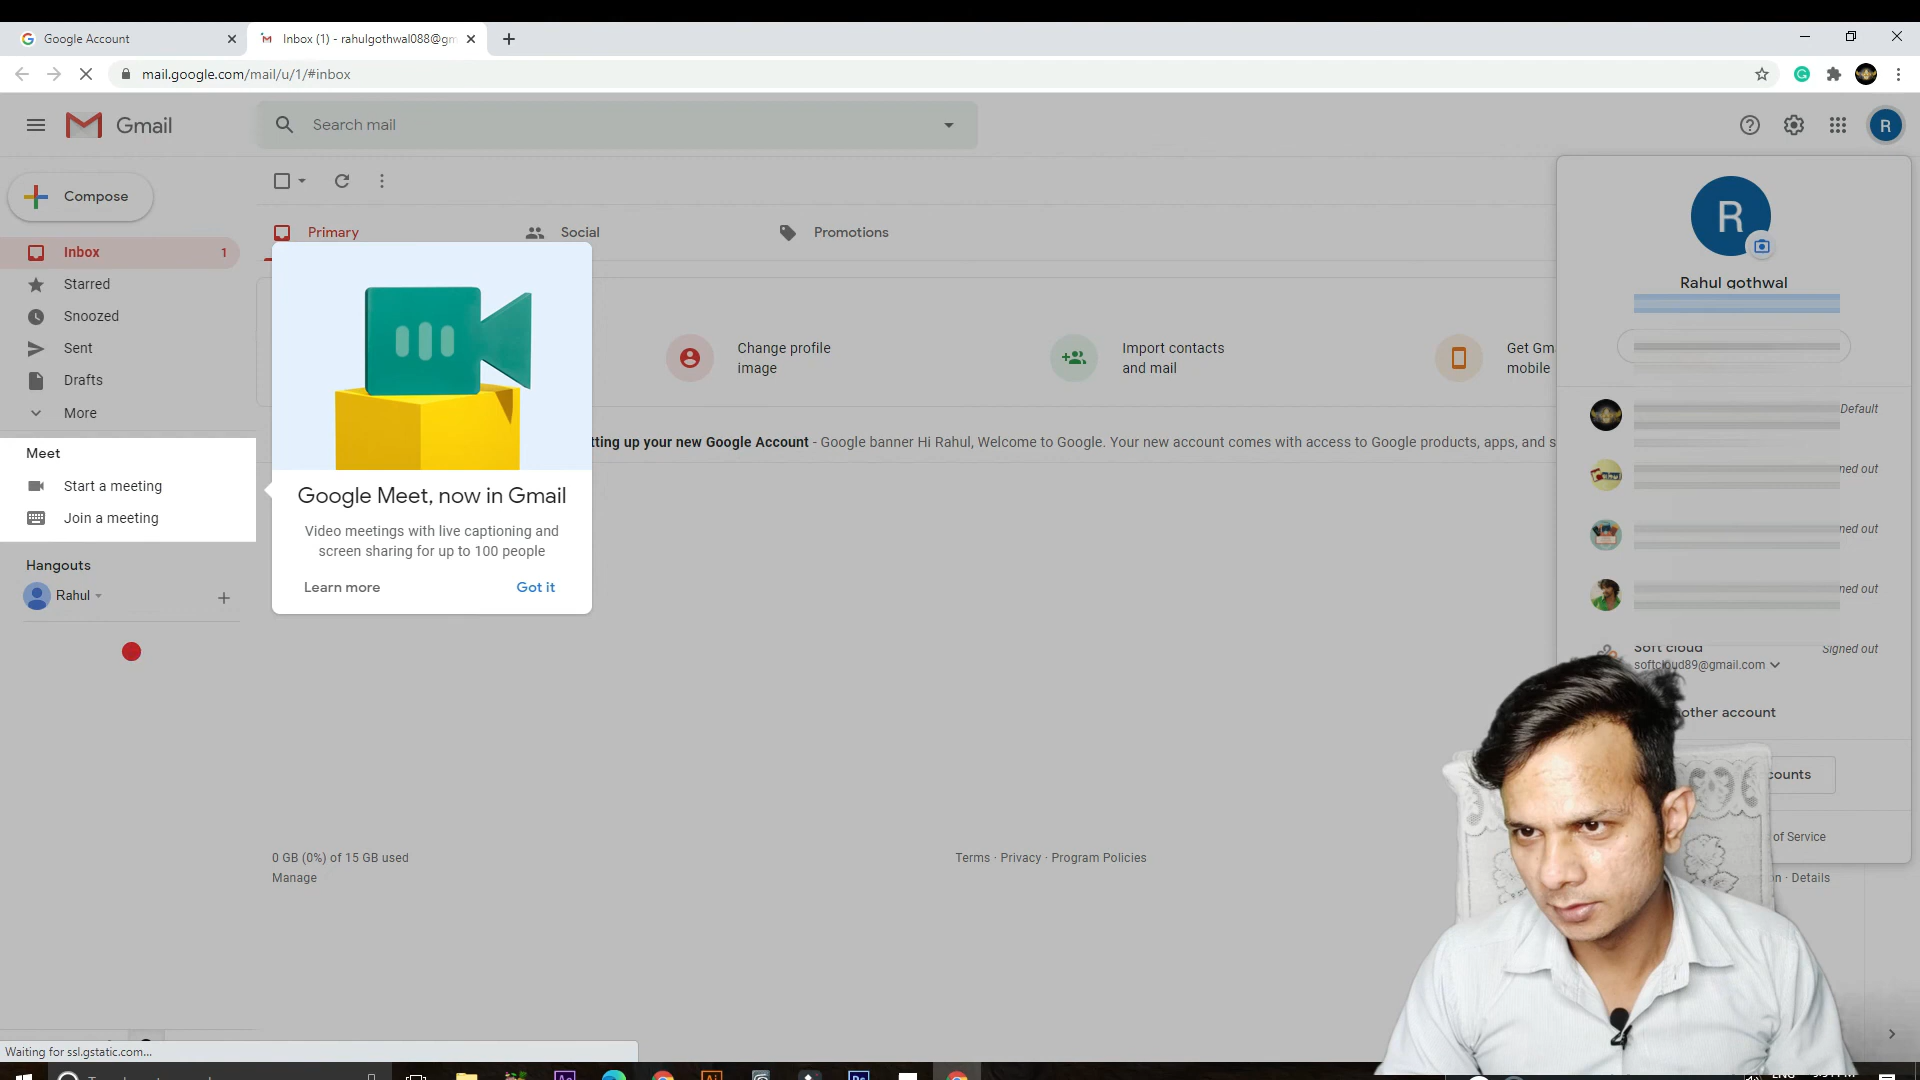 Google Account
Inbox (1) - rahulgothwal088@gm
mail.google.com/mail/u/1/#inbox
Gmail
Search mail
R
Compose
Primary
Social
Promotions
R
Inbox 1
Starred
Snoozed
Sent
Drafts
More
Rahul gothwal
Change profile
image
Import contacts
and mail
Get Gm
mobile
Default
tting up your new Google Account - Google banner Hi Rahul, Welcome to Google. Your new account comes with access to Google products, apps, and s
Meet
Start a meeting
Join a meeting
Google Meet, now in Gmail
Video meetings with live captioning and
screen sharing for up to 100 people
Learn more
Got it
ned out
ned out
ned out
Hangouts
Rahul
Soft cloud
Signed out
softcloud89@gmail.com
other account
counts
of Service
0 GB (0%) of 15 GB used
Manage
Terms · Privacy · Program Policies
Details
Waiting for ssl.gstatic.com...